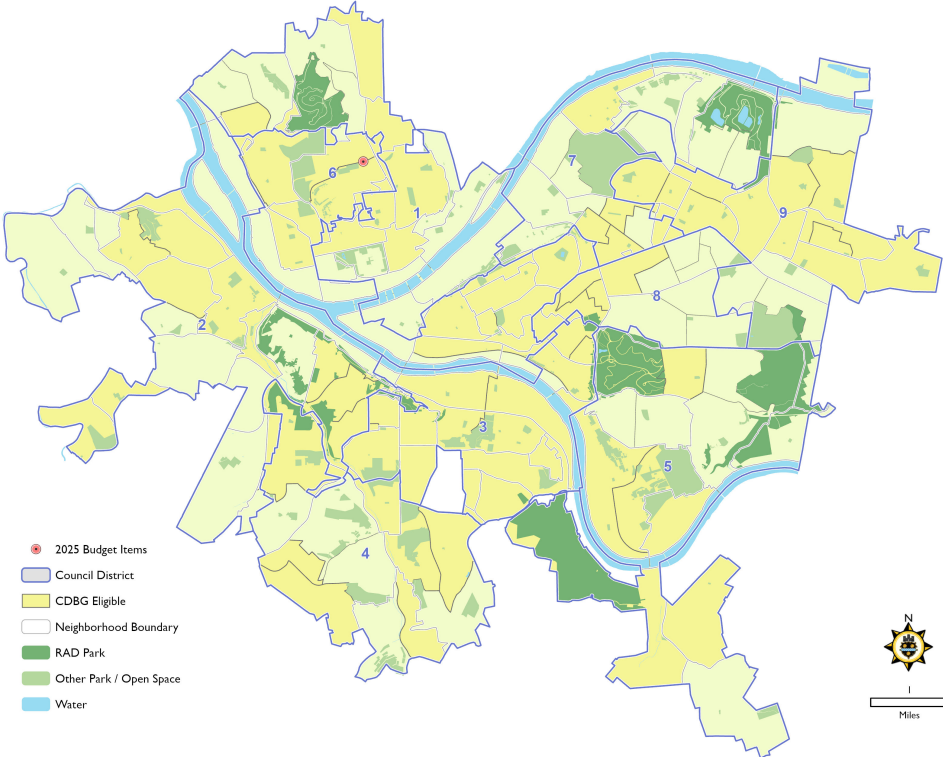 7
6
1
9
8
2
3
5
4
2025 Budget Items
Council District
CDBG Eligible
Neighborhood Boundary
RAD Park
Other Park / Open Space
Water
N
1
Miles